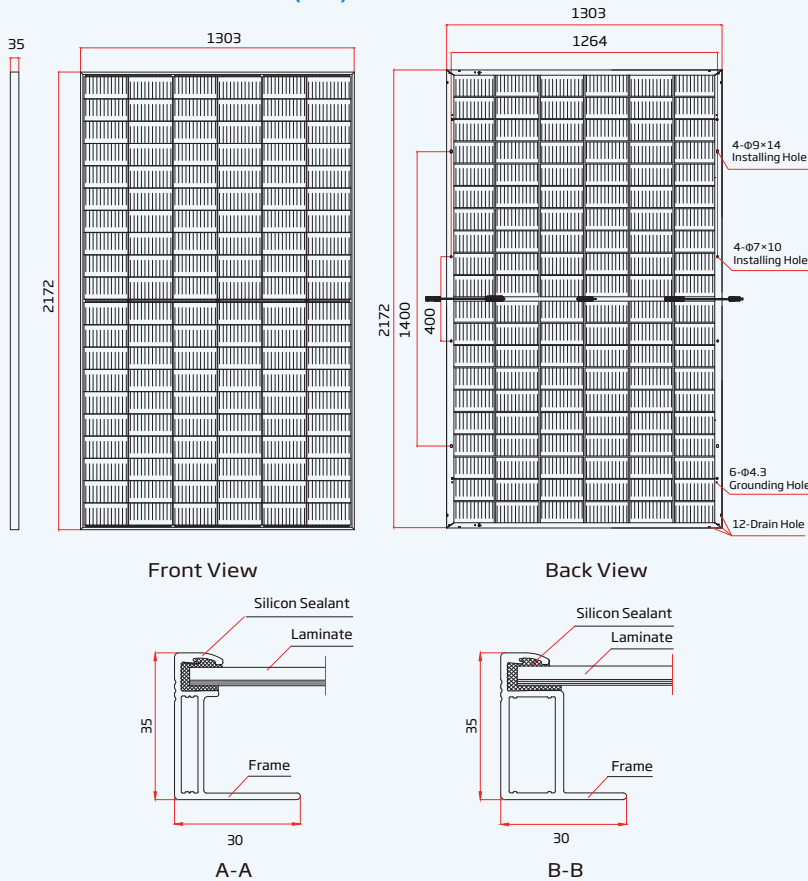 35
1303
2172
Front View
1303
1264
2172
1400
400
4-Φ9×14
Installing Hole
4-Φ7×10
Installing Hole
6-Φ4.3
Grounding Hole
12-Drain Hole
Back View
Silicon Sealant
Laminate
35
Frame
30
A-A
Silicon Sealant
Laminate
35
Frame
30
B-B